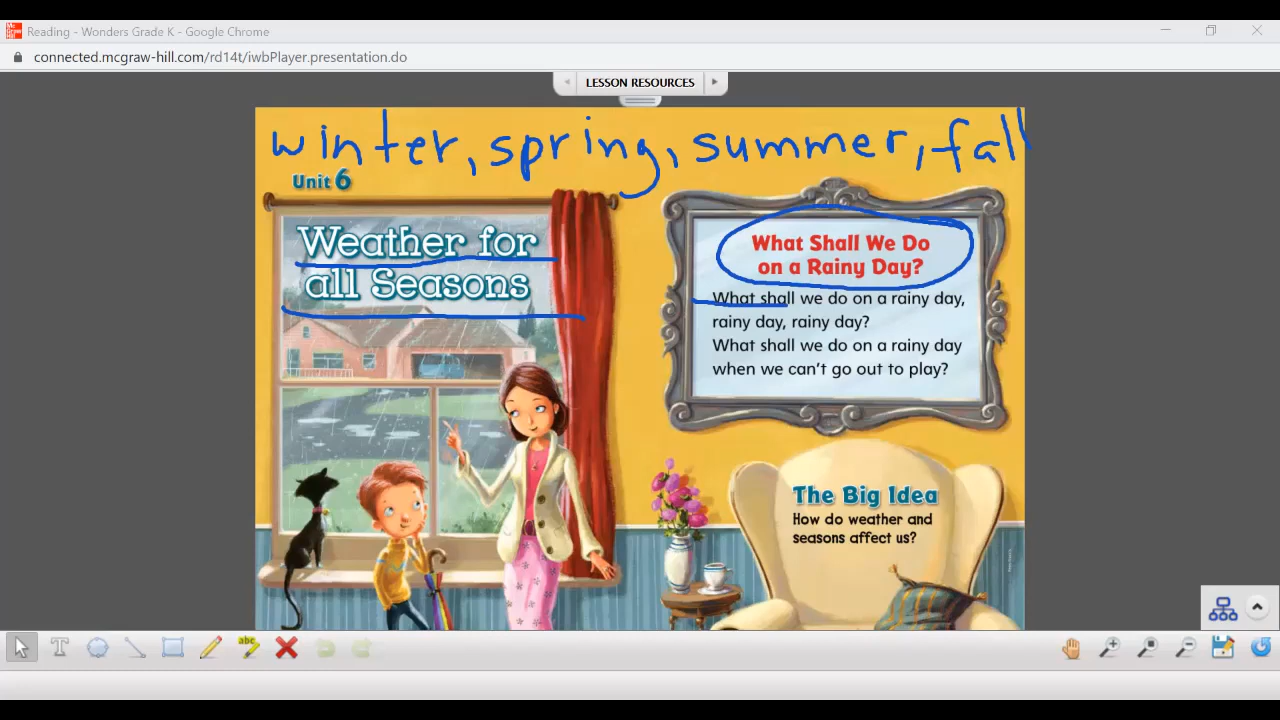 Reading - Wonders Grade K - Google Chrome
connected.mcgraw-hill.com/rd14t/iwbPlayer.presentation.do
LESSON RESOURCES
winter, spring, summer, fall
Unit 6
Weather for
all Seasons
What Shall We Do
on a Rainy Day?
What shall we do on a rainy day,
rainy day, rainy day?
What shall we do on a rainy day
when we can't go out to play?
The Big Idea
How do weather and
seasons affect us?
T
abc